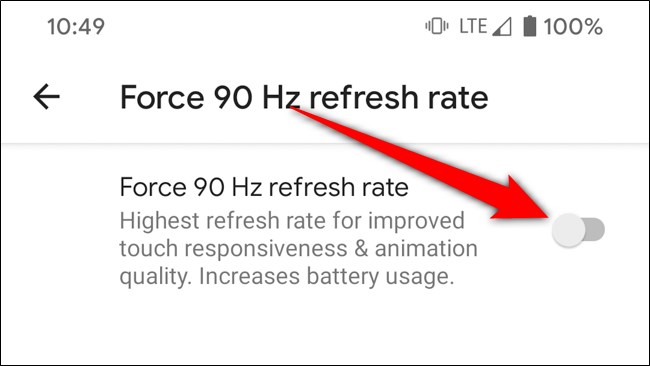 10:49 LTE 100%
Force 90 Hz refresh rate
Force 90 Hz refresh rate
Highest refresh rate for improved
touch responsiveness & animation
quality. Increases battery usage.